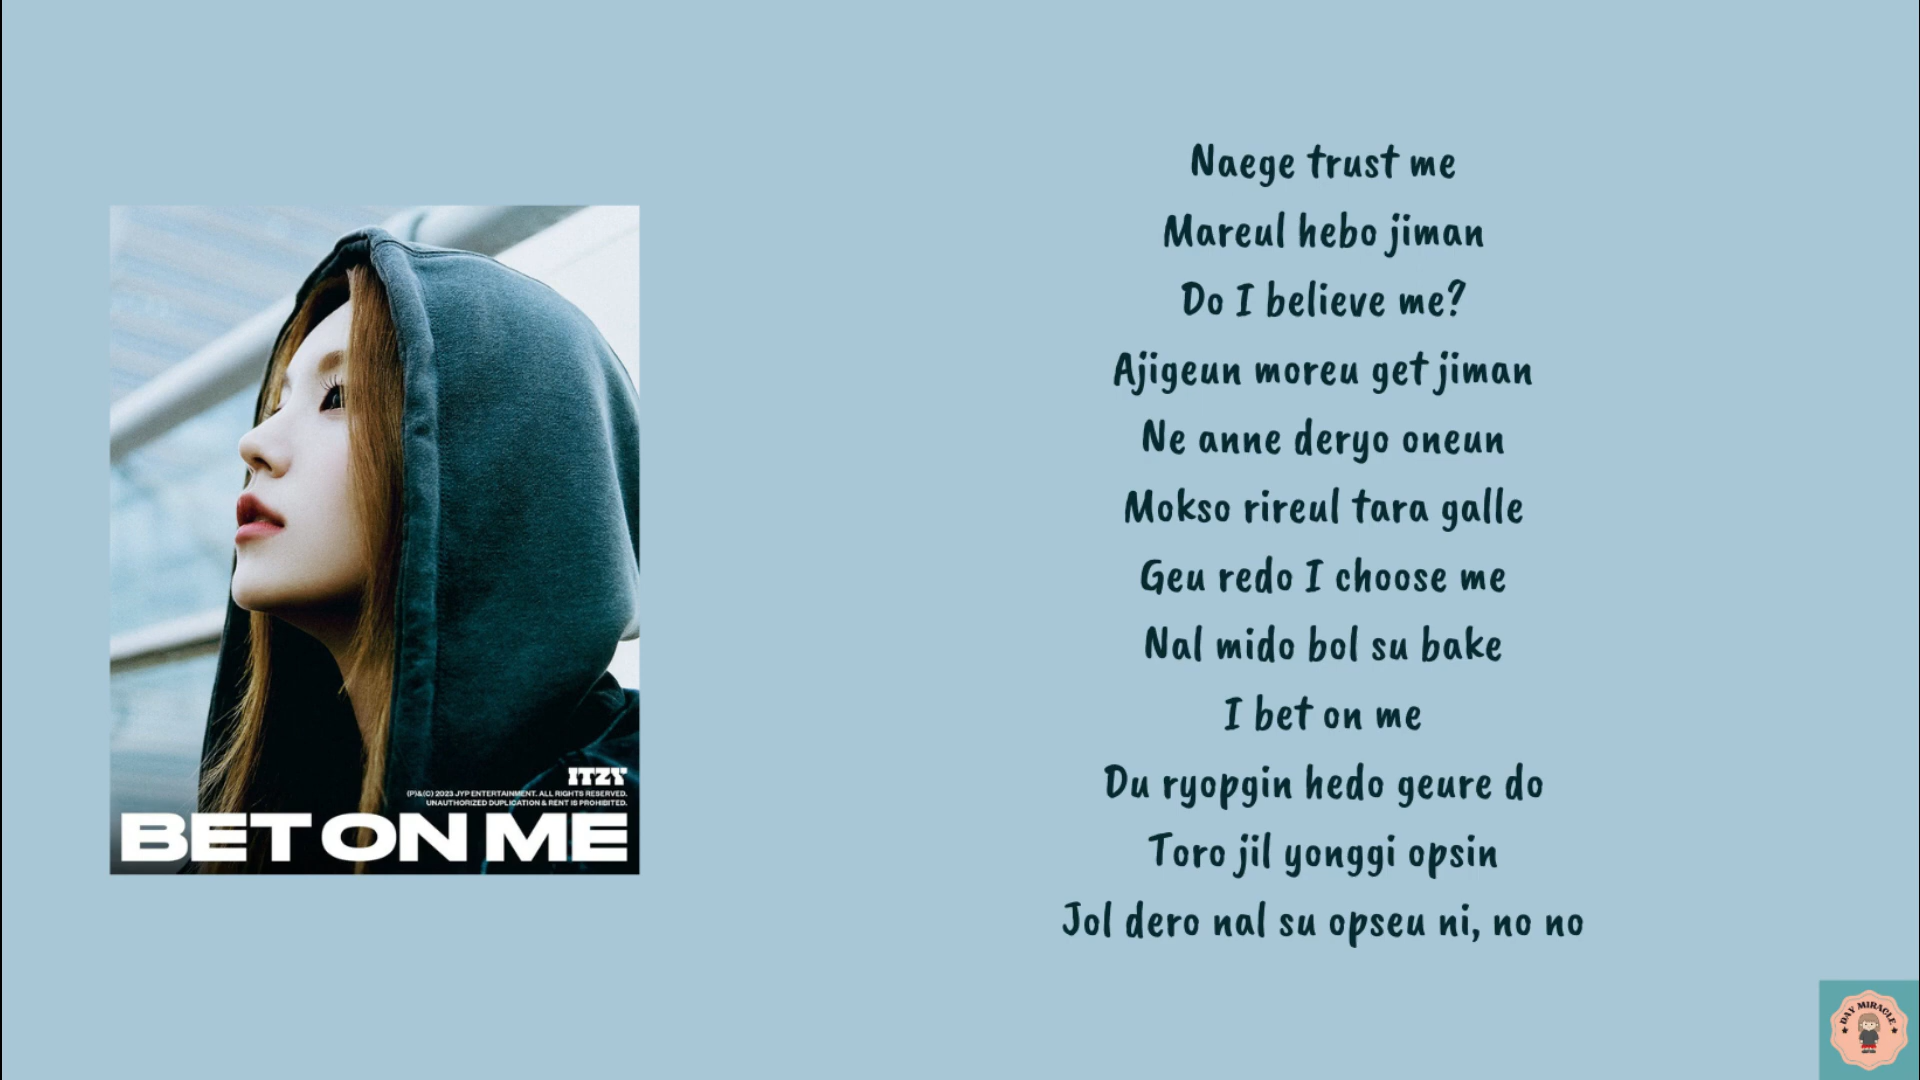 ITZY
(P)&(C) 2023 JYP ENTERTAINMENT. ALL RIGHTS RESERVED.
UNAUTHORIZED DUPLICATION & RENT IS PROHIBITED.
BET ON ME
Naege trust me
Mareul hebo jiman
Do I believe me?
Ajigeun moreu get jiman
Ne anne deryo oneun
Mokso rireul tara galle
Geu redo I choose me
Nal mido bol su bake
I bet on me
Du ryopgin hedo geure do
Toro jil yonggi opsin
Jol dero nal su opseu ni, no no
DAY MIRACLE